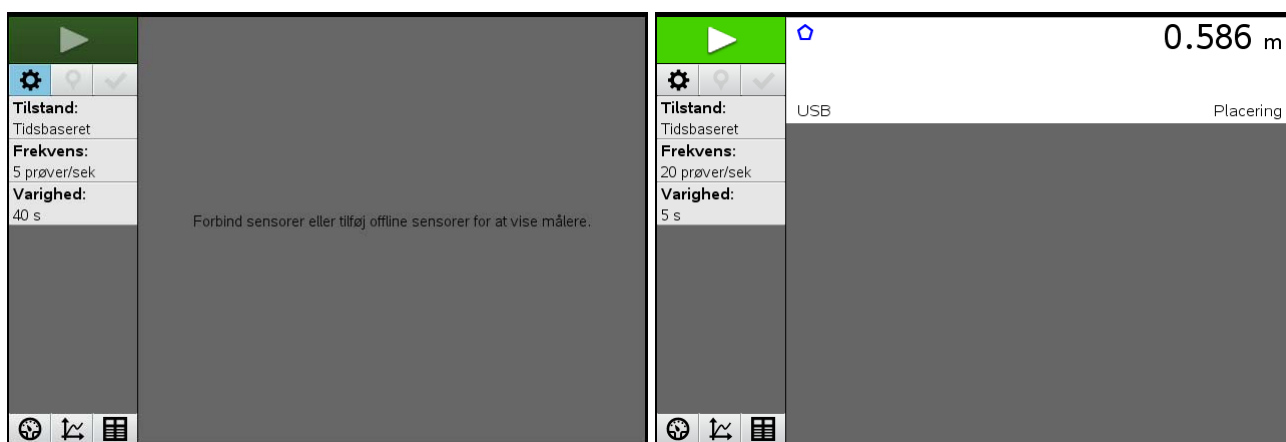 Tilstand:
Tidsbaseret
Frekvens:
5 prøver/sek
Varighed:
40 s
Forbind sensorer eller tilføj offline sensorer for at vise målere.
0.586 m
USB
Placering
Tilstand:
Tidsbaseret
Frekvens:
20 prøver/sek
Varighed:
5 s